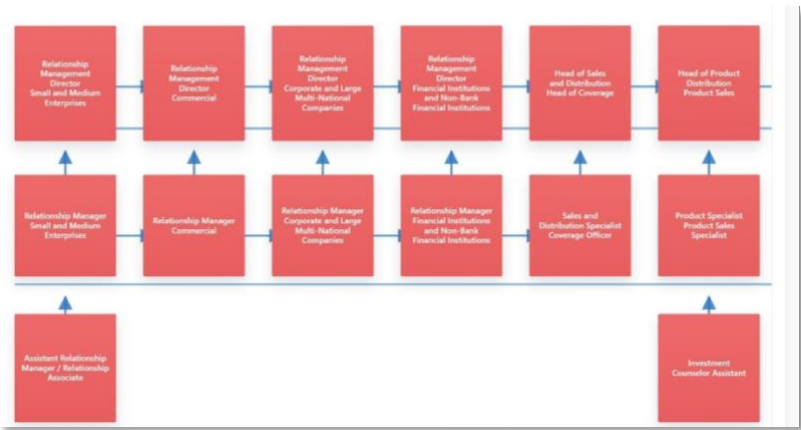 Relationship
Management
Director
Small and Medium
Enterprises
Relationship
Management
Director
Commercial
Relationship
Management
Director
Corporate and Large
Multi-National
Companies
Relationship
Management
Director
Financial Institutions
and Non-Bank
Financial Institutions
Head of Sales
and Distribution
Head of Coverage
Head of Product
Distribution
Product Sales
Relationship Manager
Small and Medium
Enterprises
Relationship Manager
Commercial
Relationship Manager
Corporate and Large
Multi-National
Companies
Relationship Manager
Financial Institutions
and Non-Bank
Financial Institutions
Sales and
Distribution Specialist
Coverage Officer
Product Specialist
Product Sales
Specialist
Assistant Relationship
Manager / Relationship
Associate
Investment
Counselor Assistant